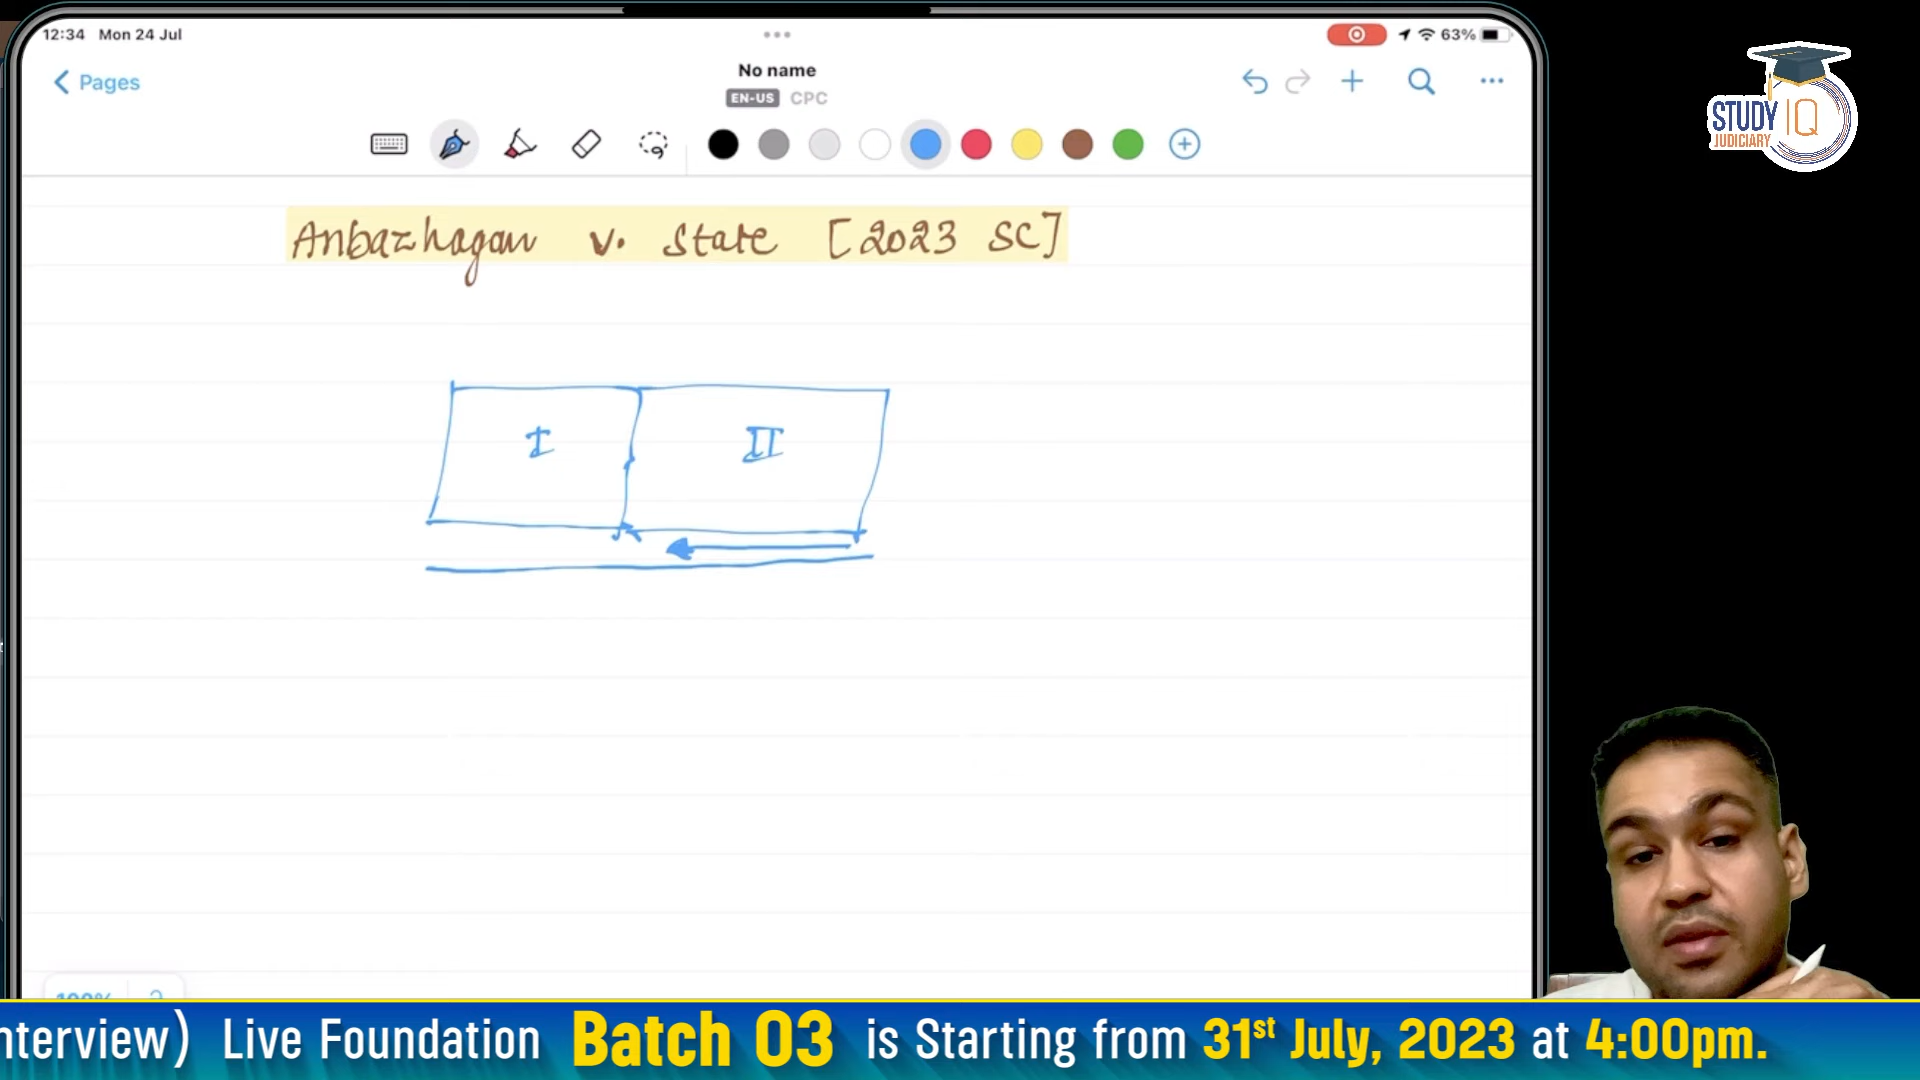 12:34 Mon 24 Jul
63%
Pages
No name
EN-US CPC
STUDY IQ
JUDICIARY
Anbazhagan v. State [2023 SC]
I II
100%
nterview) Live Foundation Batch 03 is Starting from 31st July, 2023 at 4:00pm.